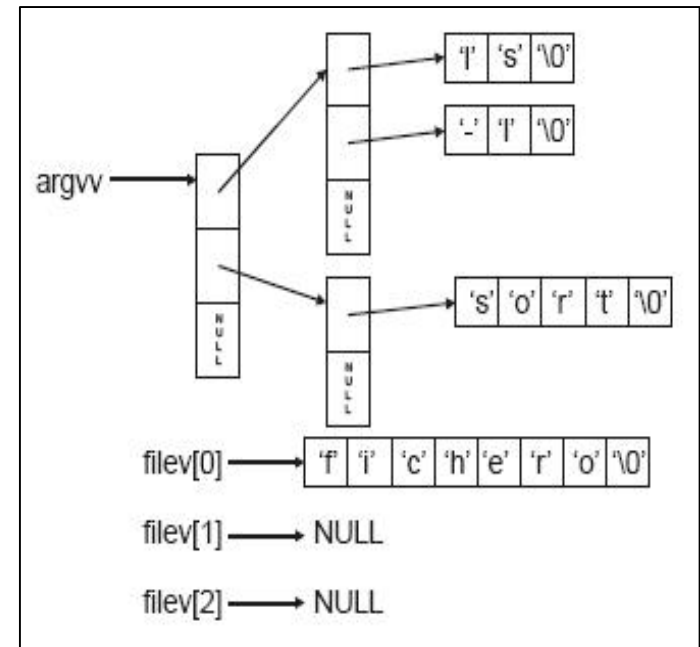 'l' 's' '\0'
'-' 'l' '\0'
argvv
NULL
NULL
's' 'o' 'r' 't' '\0'
NULL
filev[0] 'f' 'i' 'c' 'h' 'e' 'r' 'o' '\0'
filev[1] NULL
filev[2] NULL